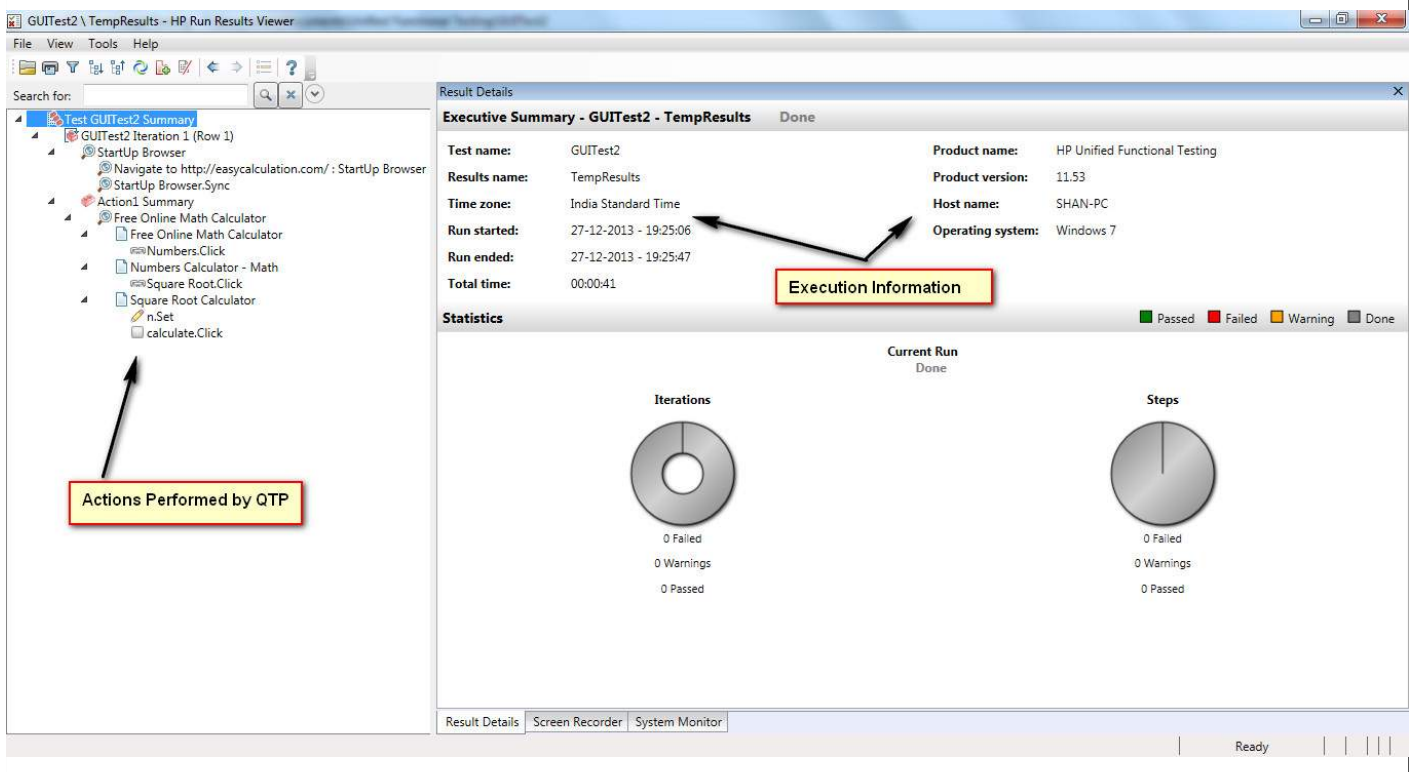 GUITest2 \ TempResults - HP Run Results Viewer
File View Tools Help
Search for:
Test GUITest2 Summary
GUITest2 Iteration 1 (Row 1)
StartUp Browser
Navigate to http://easycalculation.com/ : StartUp Browser
StartUp Browser.Sync
Action1 Summary
Free Online Math Calculator
Free Online Math Calculator
Numbers.Click
Numbers Calculator - Math
Square Root.Click
Square Root Calculator
n.Set
calculate.Click
Actions Performed by QTP
Result Details
Executive Summary - GUITest2 - TempResults Done
Test name: GUITest2 Product name: HP Unified Functional Testing
Results name: TempResults Product version: 11.53
Time zone: India Standard Time Host name: SHAN-PC
Run started: 27-12-2013 - 19:25:06 Operating system: Windows 7
Run ended: 27-12-2013 - 19:25:47
Total time: 00:00:41
Execution Information
Statistics Passed Failed Warning Done
Current Run
Done
Iterations Steps
0 Failed 0 Failed
0 Warnings 0 Warnings
0 Passed 0 Passed
Result Details Screen Recorder System Monitor
Ready